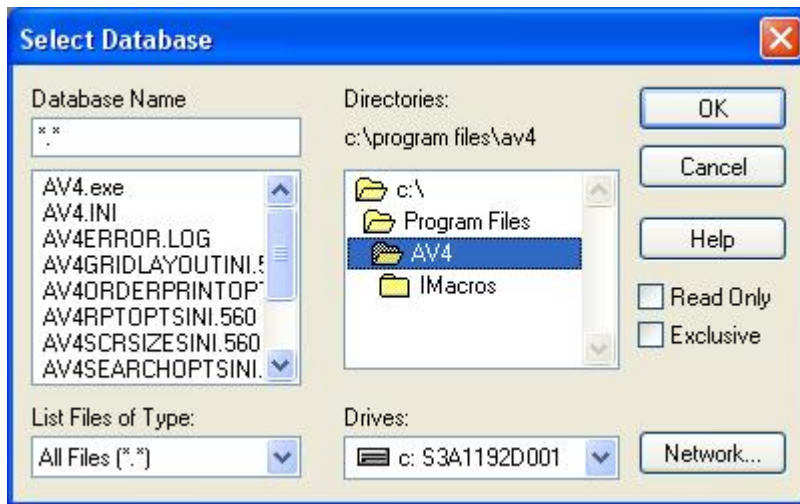 Select Database
Database Name
*.*
AV4.exe
AV4.INI
AV4ERROR.LOG
AV4GRIDLAYOUTINI.5
AV4ORDERPRINTOPT
AV4RPTOPTSINI.560
AV4SCRSIZESINI.560
AV4SEARCHOPTSINI.
List Files of Type:
All Files (*.*)
Directories:
c:\program files\av4
c:\
Program Files
AV4
IMacros
Drives:
c: S3A1192D001
OK
Cancel
Help
Read Only
Exclusive
Network...